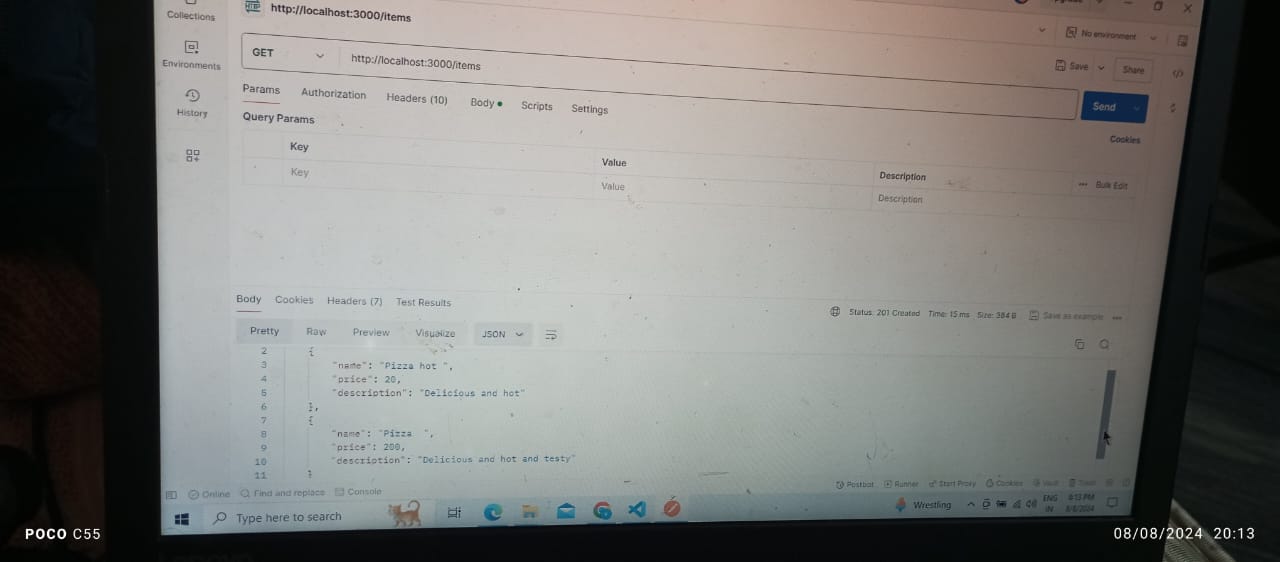 Collections
http://localhost:3000/items
No environment
GET
http://localhost:3000/items
Save
Share
Environments
Params
Authorization
Headers (10)
Body
Scripts
Settings
Send
History
Query Params
Cookies
Key
Value
Description
Bulk Edit
Key
Value
Description
Body
Cookies
Headers (7)
Test Results
Status: 201 Created Time: 15 ms Size: 384 B
Save as example
Pretty
Raw
Preview
Visualize
JSON
2 {
3 "name": "Pizza hot ",
4 "price": 20,
5 "description": "Delicious and hot"
6 },
7 {
8 "name": "Pizza  ",
9 "price": 200,
10 "description": "Delicious and hot and testy"
11 }
Online
Find and replace
Console
Postbot
Runner
Start Proxy
Cookies
Vault
Trash
Type here to search
Wrestling
ENG
IN
8:13 PM
8/8/2024
POCO C55
08/08/2024 20:13